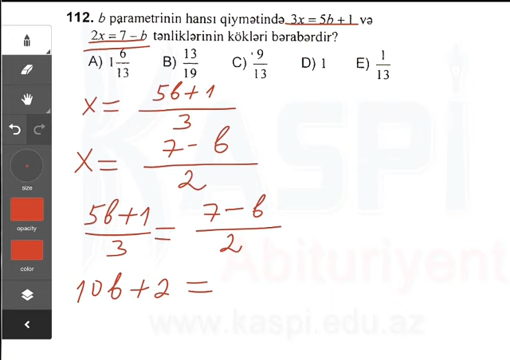 112. b parametrinin hansı qiymətində 3x = 5b + 1 və
2x = 7 – b tənliklərinin kökləri bərabərdir?
A) 1 6/13 B) 13/19 C) 9/13 D) 1 E) 1/13
x = (5b+1)/3
x = (7-b)/2
(5b+1)/3 = (7-b)/2
10b+2 =
size
opacity
color
KASPI
Abituriyent
www.kaspi.edu.az